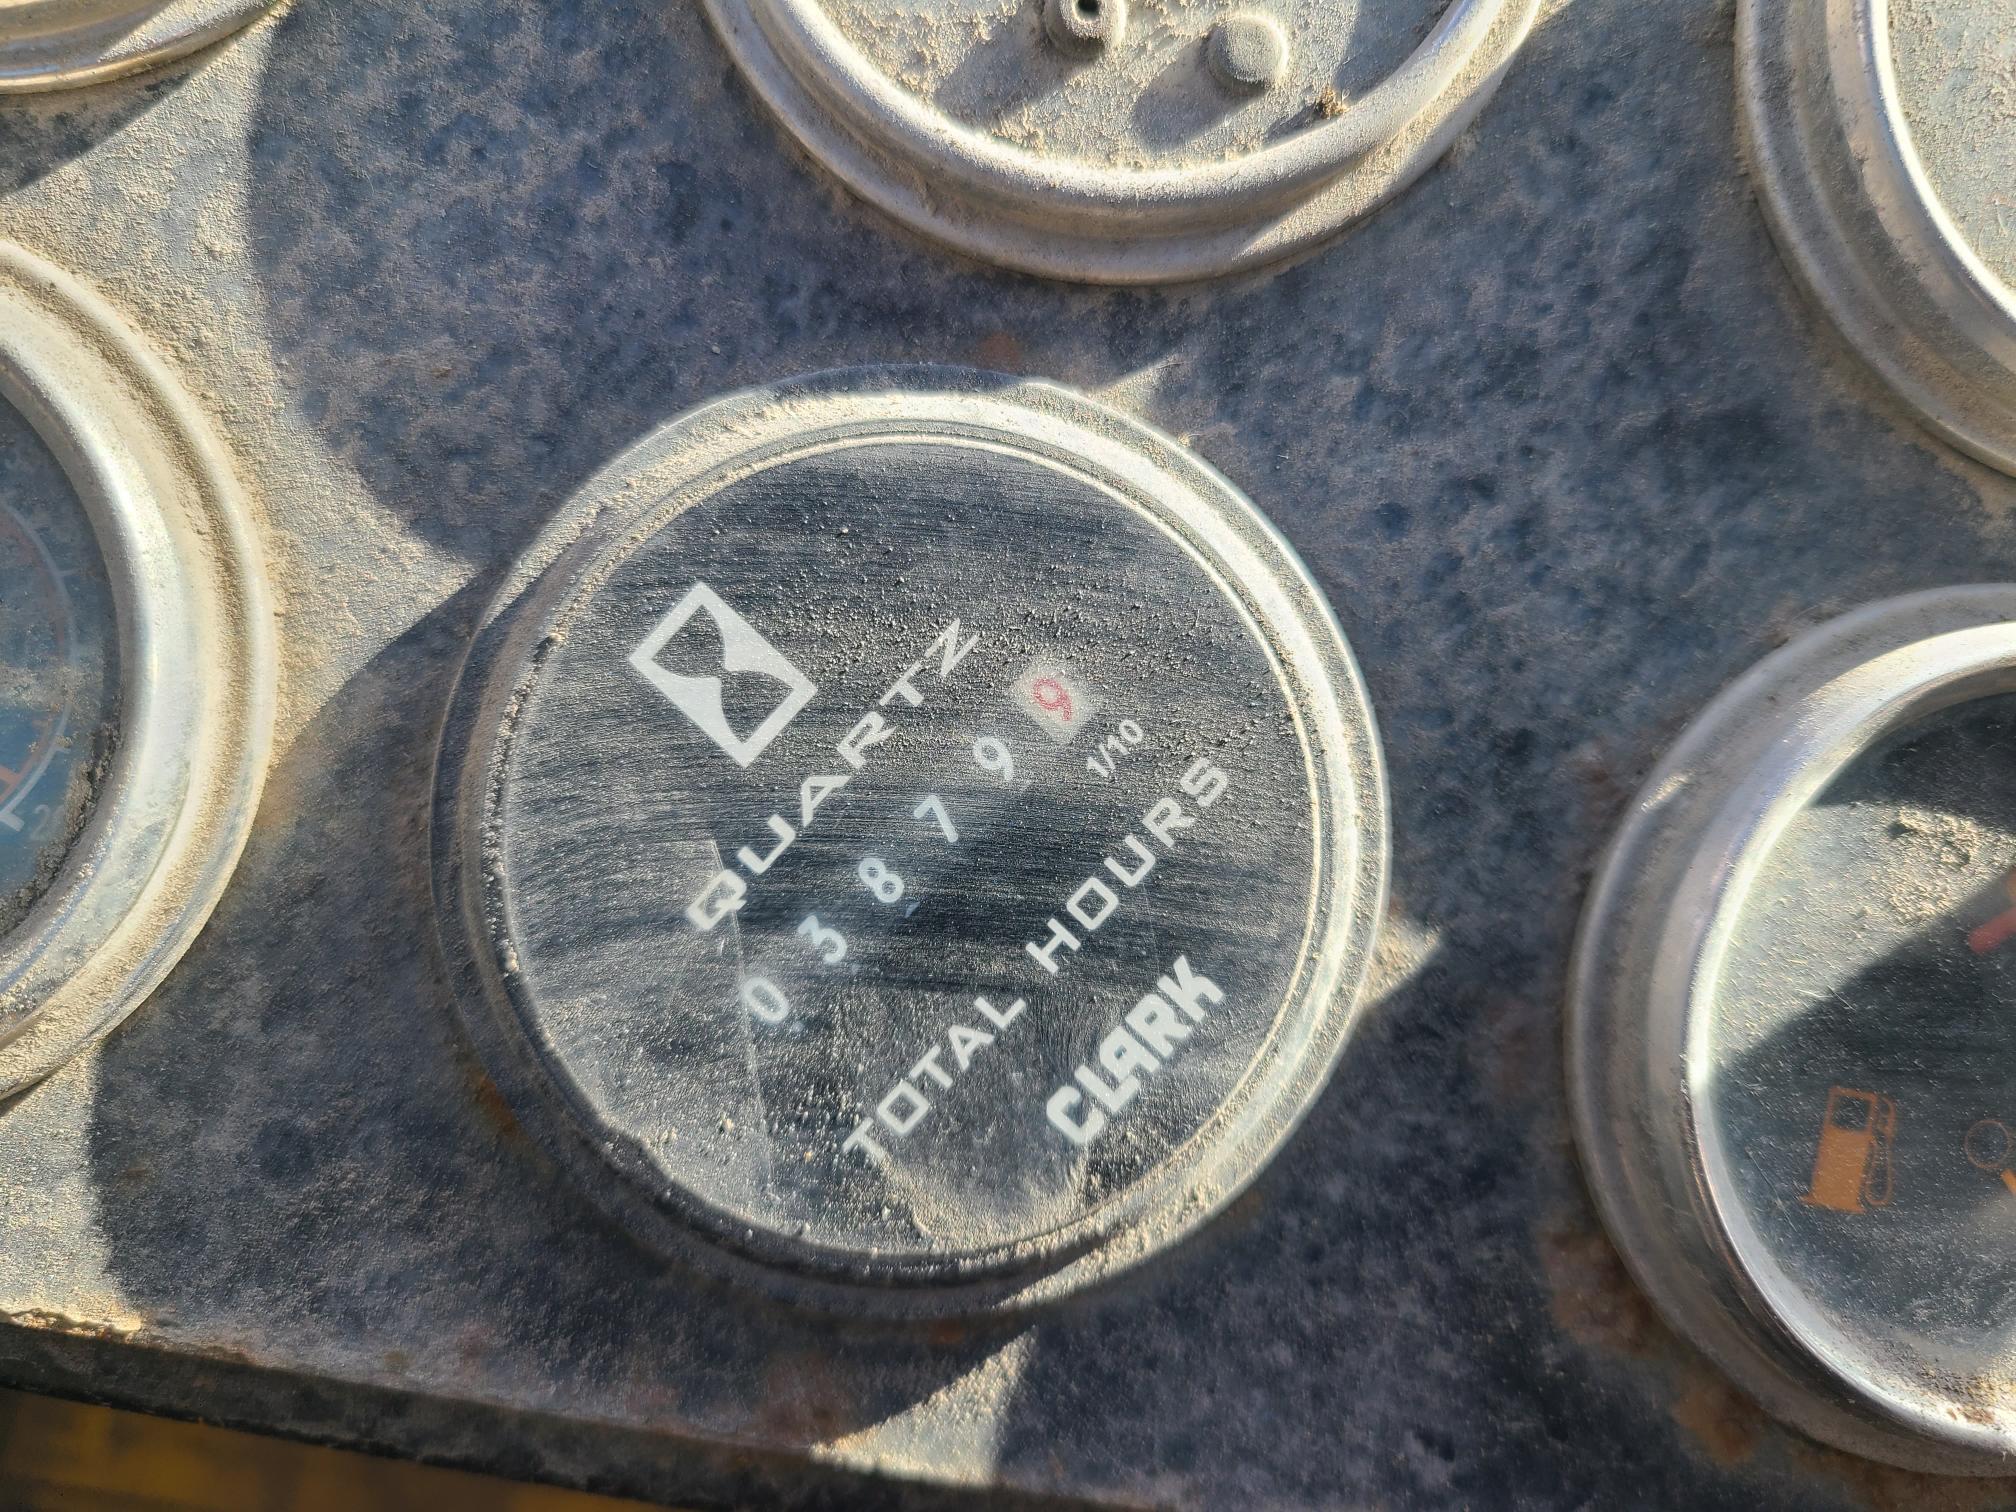 QUARTZ
0 3 8 7 9 9
1/10
TOTAL HOURS
CLARK